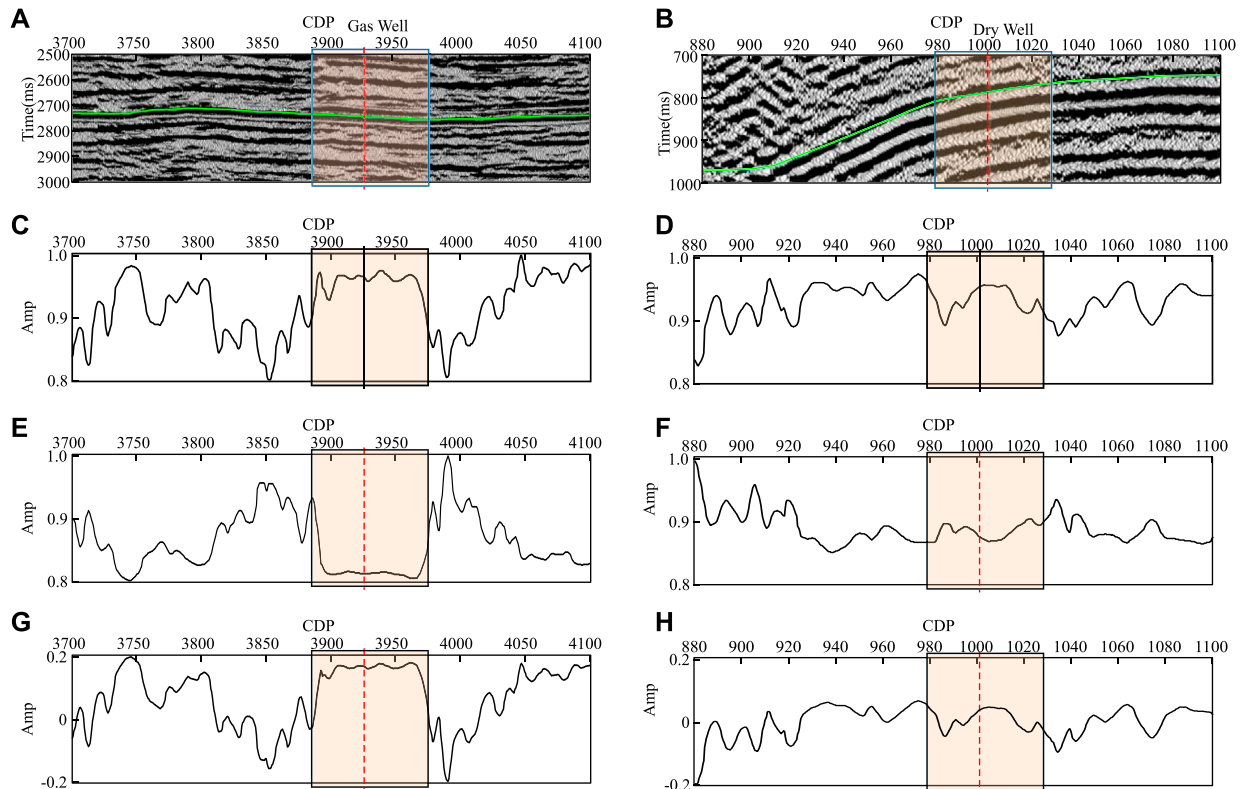 A
CDP
Gas Well
3700 3750 3800 3850 3900 3950 4000 4050 4100
2500
2600
2700
2800
2900
3000
Time(ms)
B
CDP
Dry Well
880 900 920 940 960 980 1000 1020 1040 1060 1080 1100
700
800
900
1000
Time(ms)
C
CDP
3700 3750 3800 3850 3900 3950 4000 4050 4100
1.0
0.9
0.8
Amp
D
CDP
880 900 920 940 960 980 1000 1020 1040 1060 1080 1100
1.0
0.9
0.8
Amp
E
CDP
3700 3750 3800 3850 3900 3950 4000 4050 4100
1.0
0.9
0.8
Amp
F
CDP
880 900 920 940 960 980 1000 1020 1040 1060 1080 1100
1.0
0.9
0.8
Amp
G
CDP
3700 3750 3800 3850 3900 3950 4000 4050 4100
0.2
0
-0.2
Amp
H
CDP
880 900 920 940 960 980 1000 1020 1040 1060 1080 1100
0.2
0
-0.2
Amp